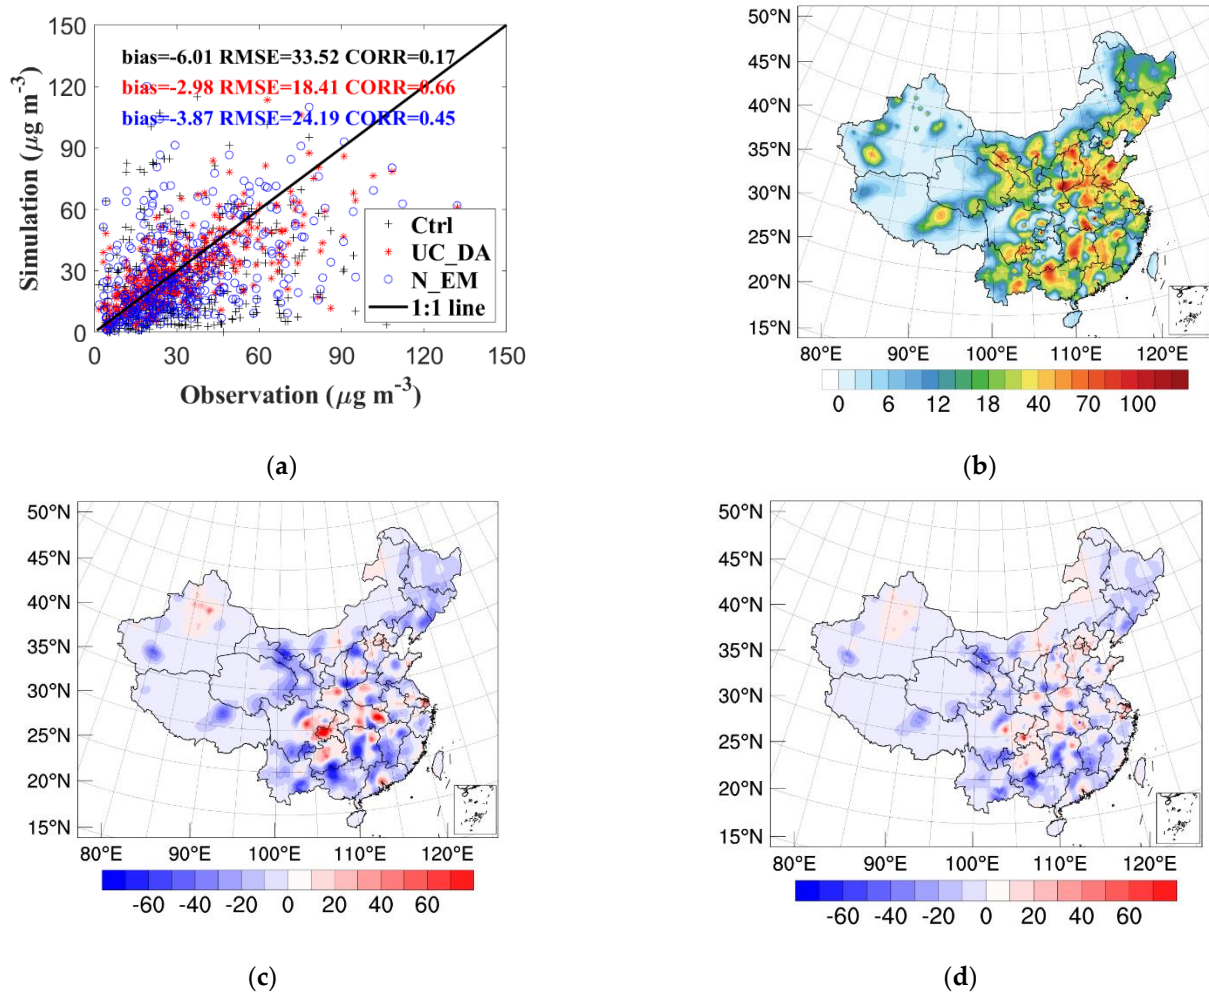 150
120
90
60
30
0
Simulation (μg m⁻³)
bias=-6.01 RMSE=33.52 CORR=0.17
bias=-2.98 RMSE=18.41 CORR=0.66
bias=-3.87 RMSE=24.19 CORR=0.45
Ctrl
UC_DA
N_EM
1:1 line
0 30 60 90 120 150
Observation (μg m⁻³)
(a)
50°N
45°N
40°N
35°N
30°N
25°N
20°N
15°N
80°E 90°E 100°E 110°E 120°E
0 6 12 18 40 70 100
(b)
50°N
45°N
40°N
35°N
30°N
25°N
20°N
15°N
80°E 90°E 100°E 110°E 120°E
-60 -40 -20 0 20 40 60
(c)
50°N
45°N
40°N
35°N
30°N
25°N
20°N
15°N
80°E 90°E 100°E 110°E 120°E
-60 -40 -20 0 20 40 60
(d)